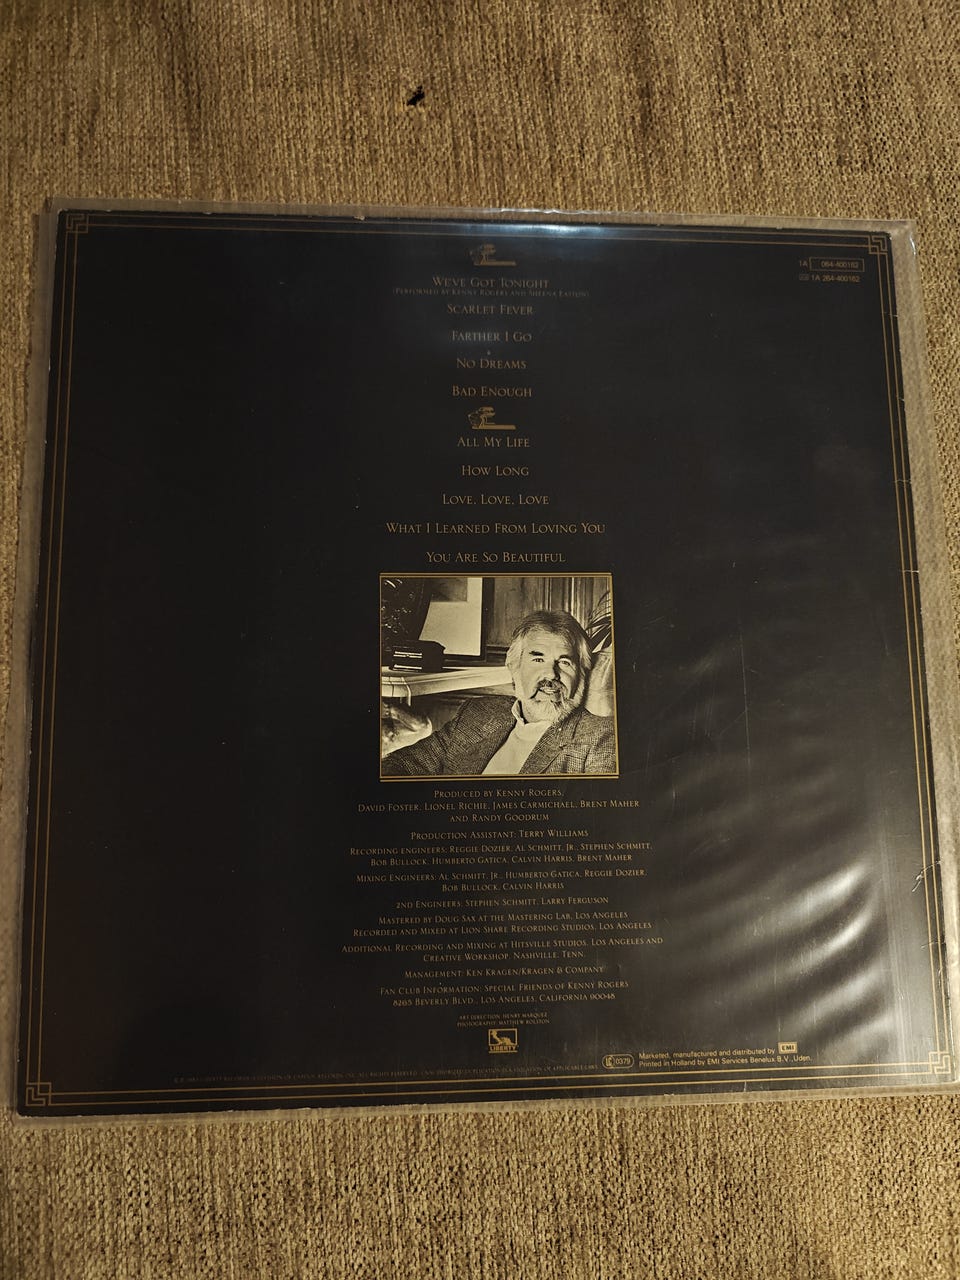 1A 064-400162
1A 264-400162
WE'VE GOT TONIGHT
(PERFORMED BY KENNY ROGERS AND SHEENA EASTON)
SCARLET FEVER
FARTHER I GO
NO DREAMS
BAD ENOUGH
ALL MY LIFE
HOW LONG
LOVE, LOVE, LOVE
WHAT I LEARNED FROM LOVING YOU
YOU ARE SO BEAUTIFUL
PRODUCED BY KENNY ROGERS,
DAVID FOSTER, LIONEL RICHIE, JAMES CARMICHAEL, BRENT MAHER
AND RANDY GOODRUM
PRODUCTION ASSISTANT: TERRY WILLIAMS
RECORDING ENGINEERS: REGGIE DOZIER, AL SCHMITT, JR., STEPHEN SCHMITT,
BOB BULLOCK, HUMBERTO GATICA, CALVIN HARRIS, BRENT MAHER
MIXING ENGINEERS: AL SCHMITT, JR., HUMBERTO GATICA, REGGIE DOZIER,
BOB BULLOCK, CALVIN HARRIS
2ND ENGINEERS: STEPHEN SCHMITT, LARRY FERGUSON
MASTERED BY DOUG SAX AT THE MASTERING LAB, LOS ANGELES
RECORDED AND MIXED AT LION SHARE RECORDING STUDIOS, LOS ANGELES
ADDITIONAL RECORDING AND MIXING AT HITSVILLE STUDIOS, LOS ANGELES AND
CREATIVE WORKSHOP, NASHVILLE, TENN.
MANAGEMENT: KEN KRAGEN/KRAGEN & COMPANY
FAN CLUB INFORMATION: SPECIAL FRIENDS OF KENNY ROGERS
8265 BEVERLY BLVD., LOS ANGELES, CALIFORNIA 90048
ART DIRECTION: HENRY MARQUEZ
PHOTOGRAPHY: MATTHEW ROLSTON
LIBERTY
0379
Marketed, manufactured and distributed by EMI
Printed in Holland by EMI Services Benelux B.V., Uden.